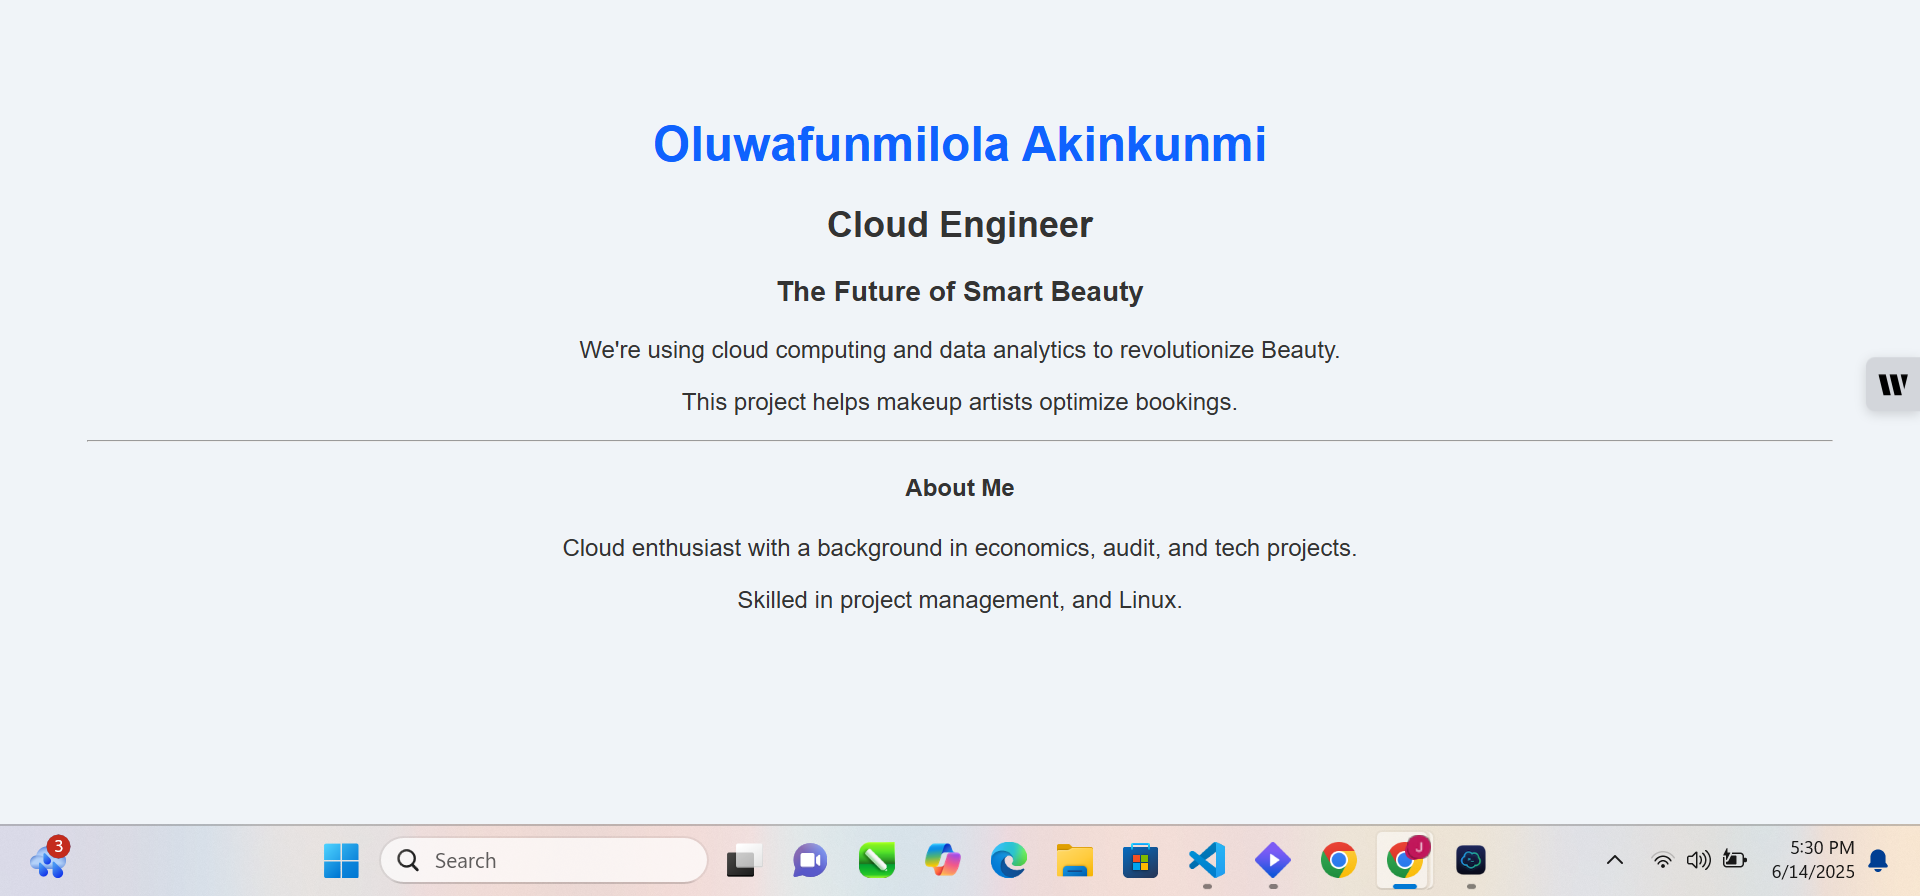 Oluwafunmilola Akinkunmi
Cloud Engineer
The Future of Smart Beauty
We're using cloud computing and data analytics to revolutionize Beauty.
This project helps makeup artists optimize bookings.
About Me
Cloud enthusiast with a background in economics, audit, and tech projects.
Skilled in project management, and Linux.
W
3
Search
J
5:30 PM
6/14/2025